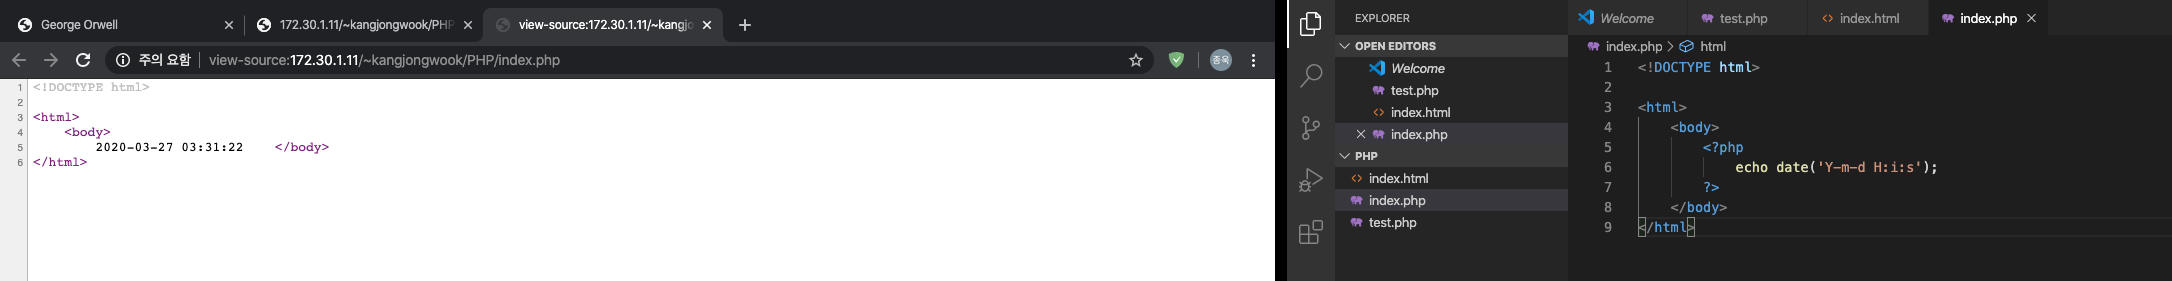 George Orwell
172.30.1.11/~kangjongwook/PHP
view-source:172.30.1.11/~kangjo
주의 요함
view-source:172.30.1.11/~kangjongwook/PHP/index.php
종욱
1 <!DOCTYPE html>
2
3 <html>
4 <body>
5 2020-03-27 03:31:22 </body>
6 </html>
EXPLORER
OPEN EDITORS
Welcome
test.php
index.html
index.php
PHP
index.html
index.php
test.php
Welcome
test.php
index.html
index.php
index.php > html
1 <!DOCTYPE html>
2
3 <html>
4 <body>
5 <?php
6 echo date('Y-m-d H:i:s');
7 ?>
8 </body>
9 </html>